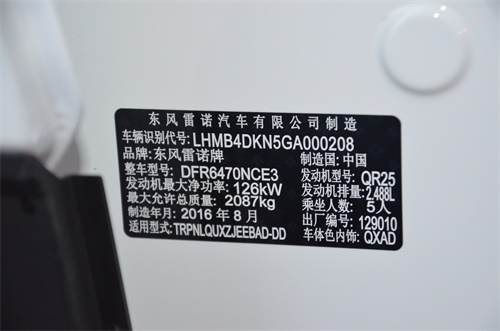 东风雷诺汽车有限公司制造
车辆识别代号: LHMB4DKN5GA000208
品牌: 东风雷诺牌 制造国: 中国
整车型号: DFR6470NCE3 发动机型号: QR25
发动机最大净功率: 126kW 发动机排量: 2.488L
最大允许总质量: 2087kg 乘坐人数: 5人
制造年月: 2016年8月 出厂编号: 129010
适用型式: TRPNLQUXZJEEBAD-DD 车体色内饰: QXAD